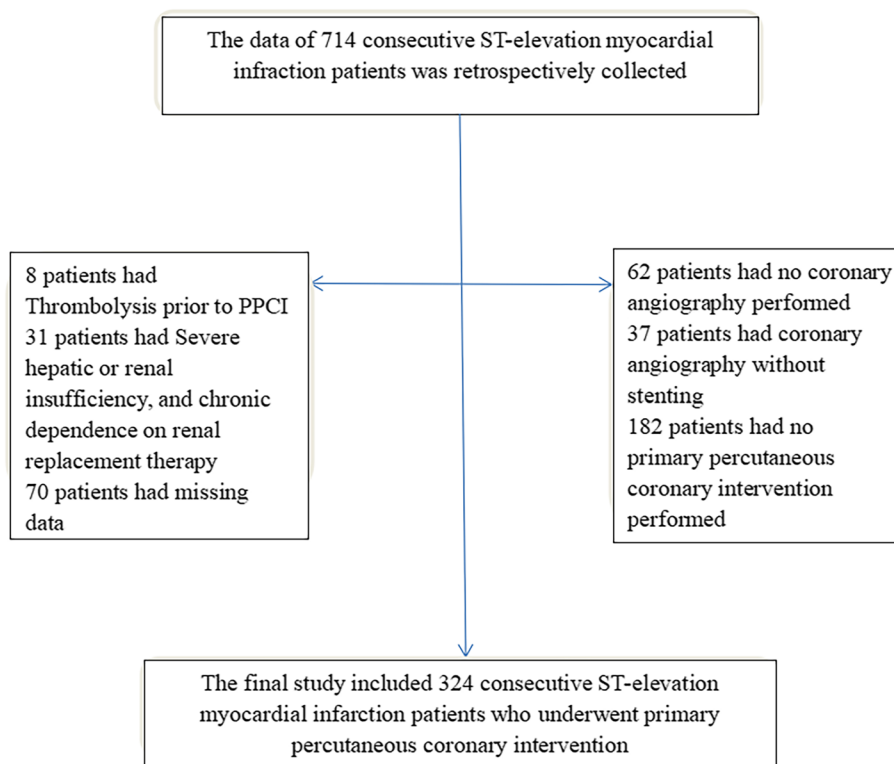 The data of 714 consecutive ST-elevation myocardial
infraction patients was retrospectively collected
8 patients had
Thrombolysis prior to PPCI
31 patients had Severe
hepatic or renal
insufficiency, and chronic
dependence on renal
replacement therapy
70 patients had missing
data
62 patients had no coronary
angiography performed
37 patients had coronary
angiography without
stenting
182 patients had no
primary percutaneous
coronary intervention
performed
The final study included 324 consecutive ST-elevation
myocardial infarction patients who underwent primary
percutaneous coronary intervention